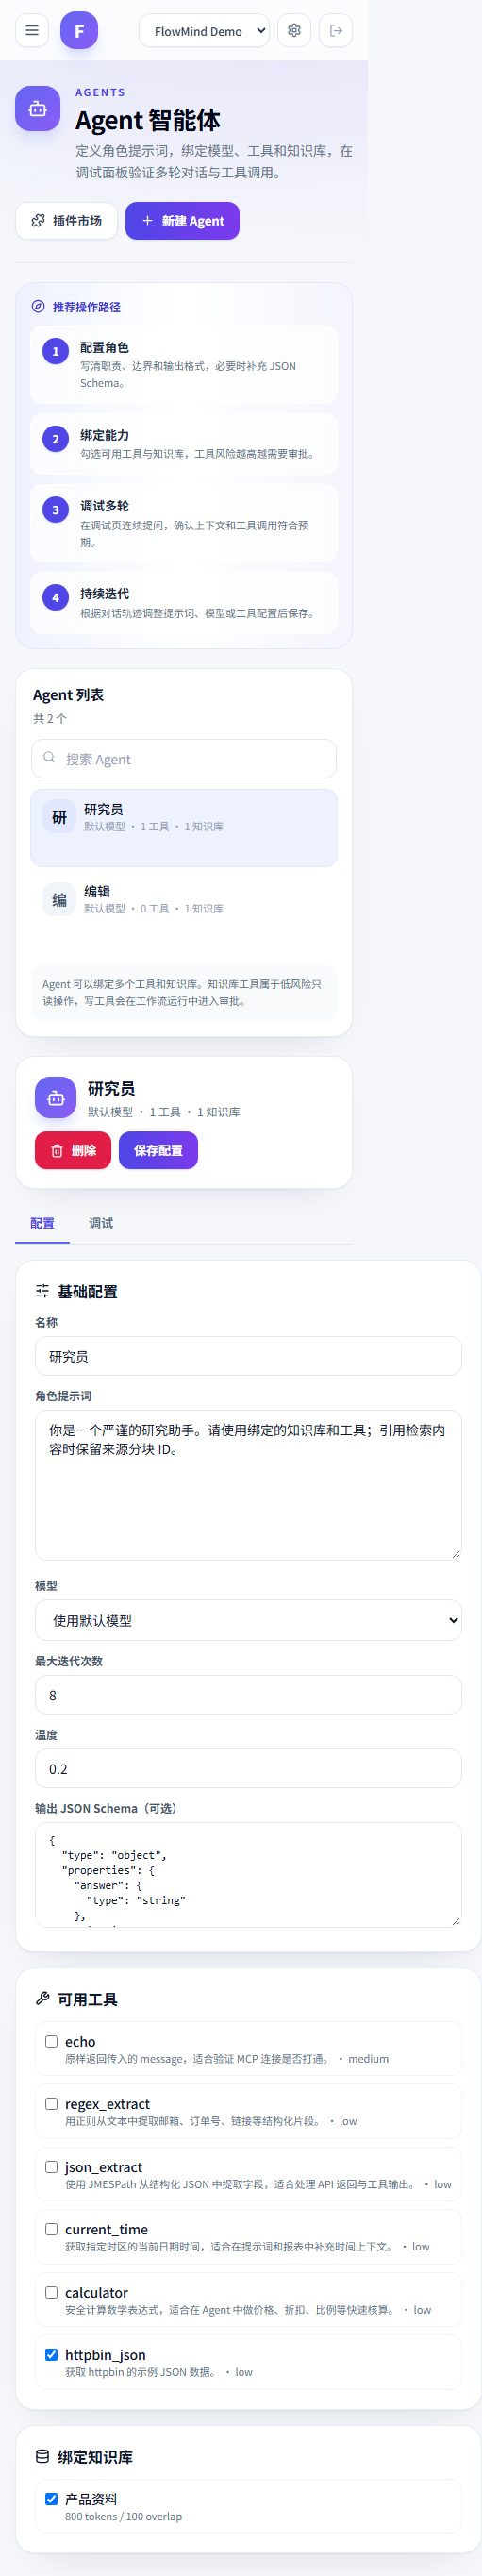 F
FlowMind Demo
AGENTS
Agent 智能体
定义角色提示词，绑定模型、工具和知识库，在
调试面板验证多轮对话与工具调用。
插件市场
新建 Agent
推荐操作路径
1
配置角色
写清职责、边界和输出格式，必要时补充 JSON
Schema。
2
绑定能力
勾选可用工具与知识库，工具风险越高越需要审批。
3
调试多轮
在调试页连续提问，确认上下文和工具调用符合预
期。
4
持续迭代
根据对话轨迹调整提示词、模型或工具配置后保存。
Agent 列表
共 2 个
搜索 Agent
研
研究员
默认模型 · 1 工具 · 1 知识库
编
编辑
默认模型 · 0 工具 · 1 知识库
Agent 可以绑定多个工具和知识库。知识库工具属于低风险只
读操作，写工具会在工作流运行中进入审批。
研究员
默认模型 · 1 工具 · 1 知识库
删除
保存配置
配置
调试
基础配置
名称
研究员
角色提示词
你是一个严谨的研究助手。请使用绑定的知识库和工具；引用检索内
容时保留来源分块 ID。
模型
使用默认模型
最大迭代次数
8
温度
0.2
输出 JSON Schema（可选）
{
"type": "object",
"properties": {
"answer": {
"type": "string"
},
可用工具
echo
原样返回传入的 message，适合验证 MCP 连接是否打通。 · medium
regex_extract
用正则从文本中提取邮箱、订单号、链接等结构化片段。 · low
json_extract
使用 JMESPath 从结构化 JSON 中提取字段，适合处理 API 返回与工具输出。 · low
current_time
获取指定时区的当前日期时间，适合在提示词和报表中补充时间上下文。 · low
calculator
安全计算数学表达式，适合在 Agent 中做价格、折扣、比例等快速核算。 · low
httpbin_json
获取 httpbin 的示例 JSON 数据。 · low
绑定知识库
产品资料
800 tokens / 100 overlap